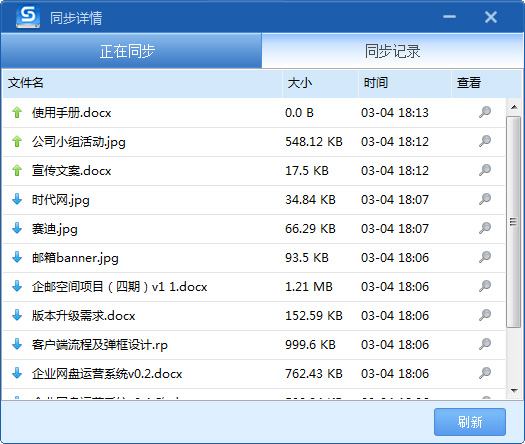 同步详情
正在同步 同步记录
文件名 大小 时间 查看
使用手册.docx 0.0 B 03-04 18:13
公司小组活动.jpg 548.12 KB 03-04 18:12
宣传文案.docx 17.5 KB 03-04 18:12
时代网.jpg 34.84 KB 03-04 18:07
赛迪.jpg 66.29 KB 03-04 18:07
邮箱banner.jpg 93.5 KB 03-04 18:06
企邮空间项目（四期）v1 1.docx 1.21 MB 03-04 18:06
版本升级需求.docx 152.59 KB 03-04 18:06
客户端流程及弹框设计.rp 999.6 KB 03-04 18:06
企业网盘运营系统v0.2.docx 762.43 KB 03-04 18:06
刷新